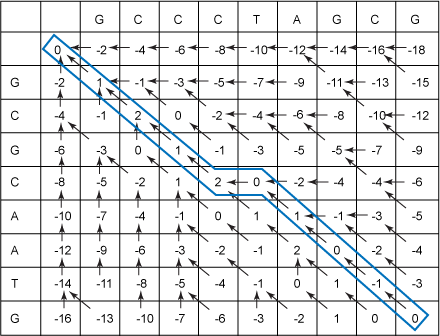 G C C C T A G C G
0 -2 -4 -6 -8 -10 -12 -14 -16 -18
G -2 1 -1 -3 -5 -7 -9 -11 -13 -15
C -4 -1 2 0 -2 -4 -6 -8 -10 -12
G -6 -3 0 1 -1 -3 -5 -5 -7 -9
C -8 -5 -2 1 2 0 -2 -4 -4 -6
A -10 -7 -4 -1 0 1 1 -1 -3 -5
A -12 -9 -6 -3 -2 -1 2 0 -2 -4
T -14 -11 -8 -5 -4 -1 0 1 -1 -3
G -16 -13 -10 -7 -6 -3 -2 1 0 0